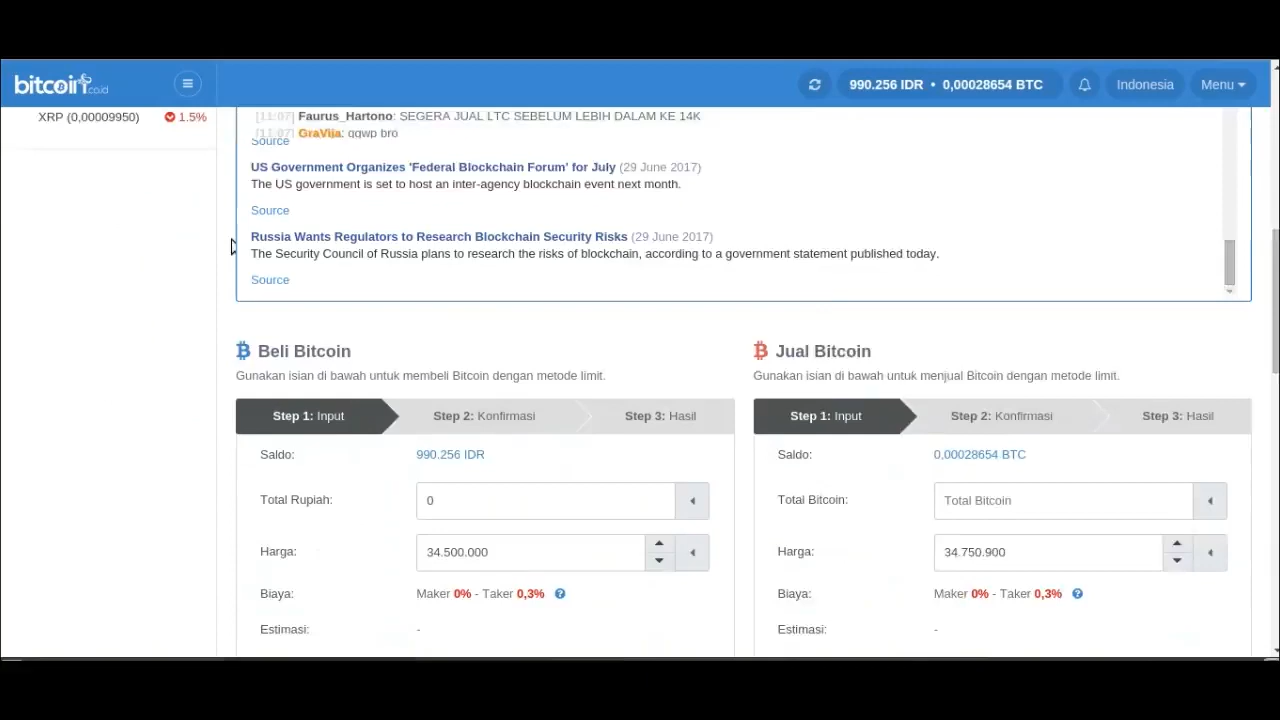 bitcoin.co.id
990.256 IDR • 0,00028654 BTC
Indonesia
Menu
XRP (0,00009950) 1.5%
[11:07] Faurus_Hartono: SEGERA JUAL LTC SEBELUM LEBIH DALAM KE 14K
[11:07] GraVija: gqwp bro
Source
US Government Organizes 'Federal Blockchain Forum' for July (29 June 2017)
The US government is set to host an inter-agency blockchain event next month.
Source
Russia Wants Regulators to Research Blockchain Security Risks (29 June 2017)
The Security Council of Russia plans to research the risks of blockchain, according to a government statement published today.
Source
Beli Bitcoin
Gunakan isian di bawah untuk membeli Bitcoin dengan metode limit.
Step 1: Input Step 2: Konfirmasi Step 3: Hasil
Saldo: 990.256 IDR
Total Rupiah: 0
Harga: 34.500.000
Biaya: Maker 0% - Taker 0,3% ?
Estimasi: -
Jual Bitcoin
Gunakan isian di bawah untuk menjual Bitcoin dengan metode limit.
Step 1: Input Step 2: Konfirmasi Step 3: Hasil
Saldo: 0,00028654 BTC
Total Bitcoin: Total Bitcoin
Harga: 34.750.900
Biaya: Maker 0% - Taker 0,3% ?
Estimasi: -